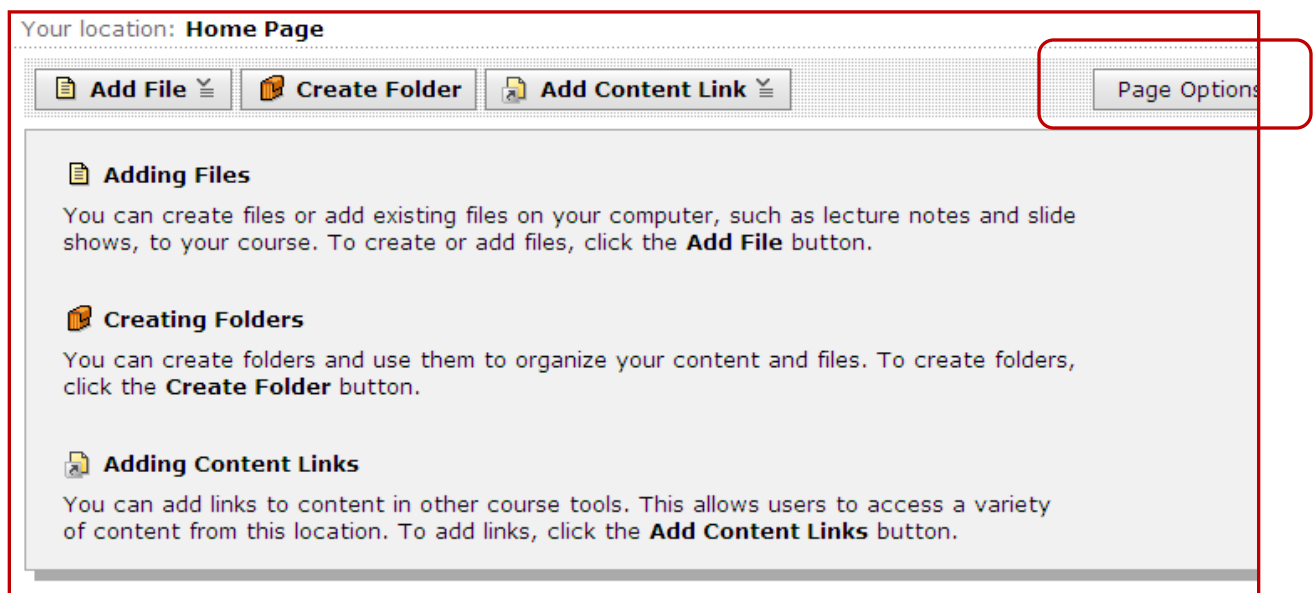 Your location: Home Page
Add File Create Folder Add Content Link Page Options
Adding Files
You can create files or add existing files on your computer, such as lecture notes and slide
shows, to your course. To create or add files, click the Add File button.
Creating Folders
You can create folders and use them to organize your content and files. To create folders,
click the Create Folder button.
Adding Content Links
You can add links to content in other course tools. This allows users to access a variety
of content from this location. To add links, click the Add Content Links button.